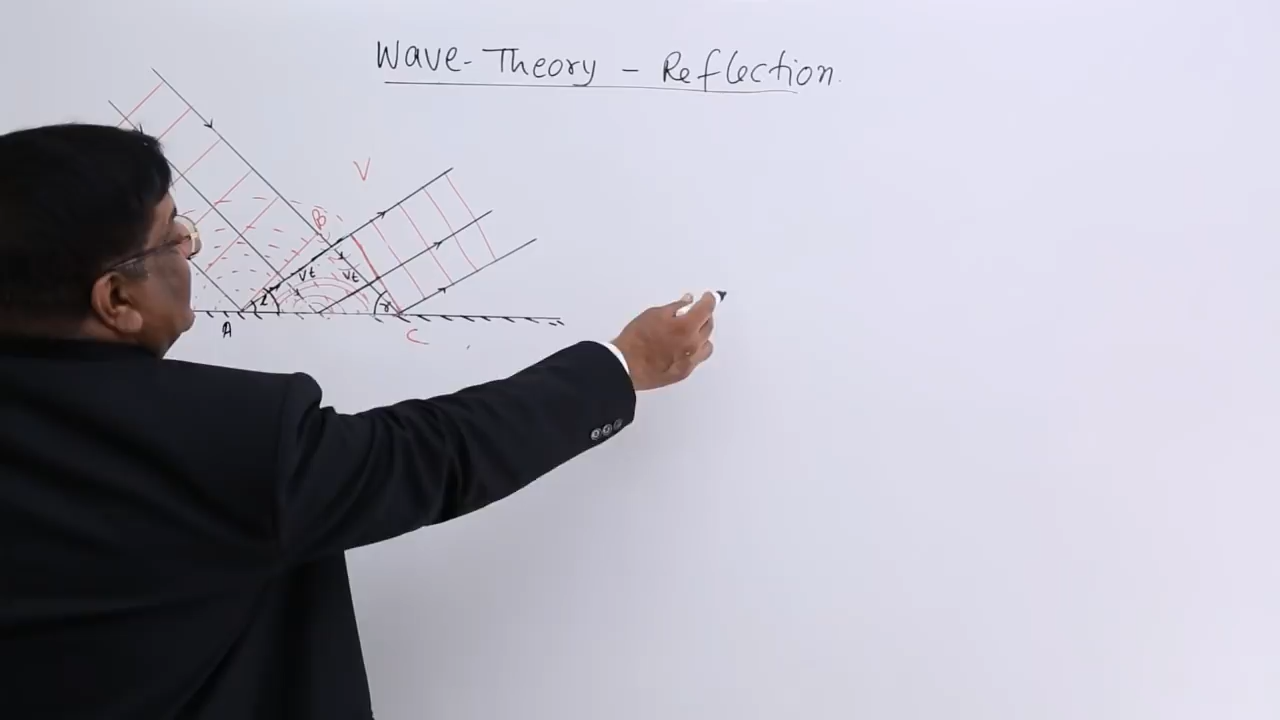 Wave - Theory - Reflection.
V
B
Vt Vt
i r
A C